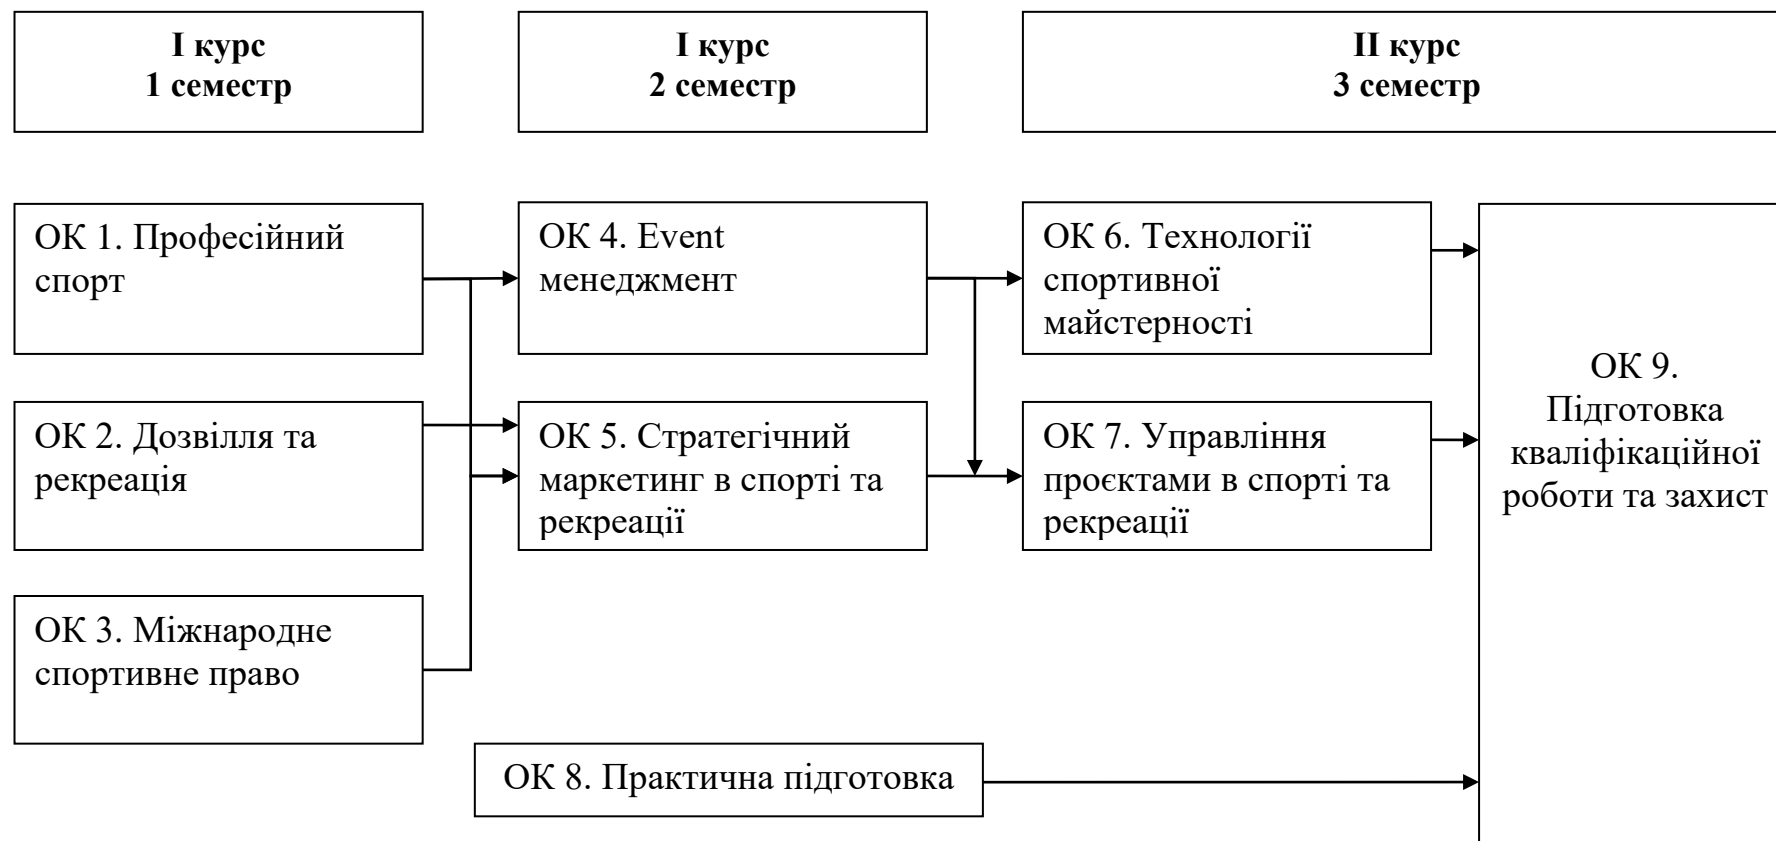 І курс
1 семестр
І курс
2 семестр
ІІ курс
3 семестр
ОК 1. Професійний
спорт
ОК 4. Event
менеджмент
ОК 6. Технології
спортивної
майстерності
ОК 2. Дозвілля та
рекреація
ОК 5. Стратегічний
маркетинг в спорті та
рекреації
ОК 7. Управління
проєктами в спорті та
рекреації
ОК 9.
Підготовка
кваліфікаційної
роботи та захист
ОК 3. Міжнародне
спортивне право
ОК 8. Практична підготовка